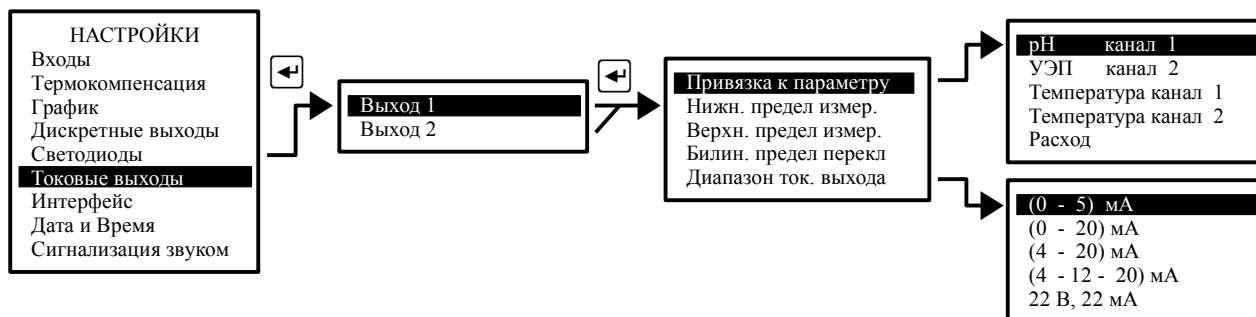 НАСТРОЙКИ
Входы
Термокомпенсация
График
Дискретные выходы
Светодиоды
Токовые выходы
Интерфейс
Дата и Время
Сигнализация звуком
Выход 1
Выход 2
Привязка к параметру
Нижн. предел измер.
Верхн. предел измер.
Билин. предел перекл
Диапазон ток. выхода
pH канал 1
УЭП канал 2
Температура канал 1
Температура канал 2
Расход
(0 - 5) мА
(0 - 20) мА
(4 - 20) мА
(4 - 12 - 20) мА
22 В, 22 мА